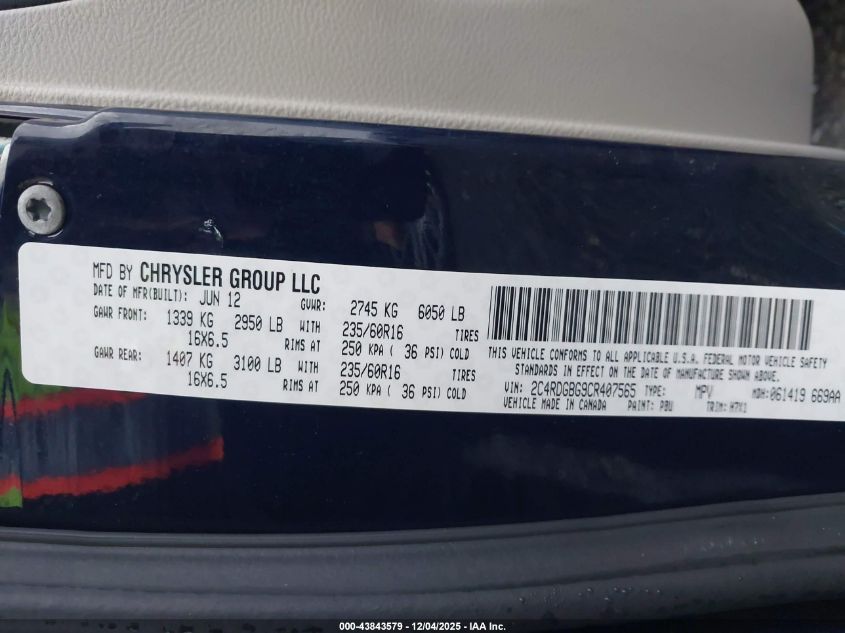 MFD BY CHRYSLER GROUP LLC
DATE OF MFR(BUILT): JUN 12 GVWR: 2745 KG 6050 LB
GAWR FRONT: 1339 KG 2950 LB WITH 235/60R16 TIRES
16X6.5 RIMS AT 250 KPA ( 36 PSI) COLD
GAWR REAR: 1407 KG 3100 LB WITH 235/60R16 TIRES
16X6.5 RIMS AT 250 KPA ( 36 PSI) COLD
THIS VEHICLE CONFORMS TO ALL APPLICABLE U.S.A. FEDERAL MOTOR VEHICLE SAFETY
STANDARDS IN EFFECT ON THE DATE OF MANUFACTURE SHOWN ABOVE.
VIN: 2C4RDGBG9CR407565 TYPE: MPV MDH:061419 669AA
VEHICLE MADE IN CANADA PAINT: PBU TRIM: H7X1
000-43843579 - 12/04/2025 - IAA Inc.